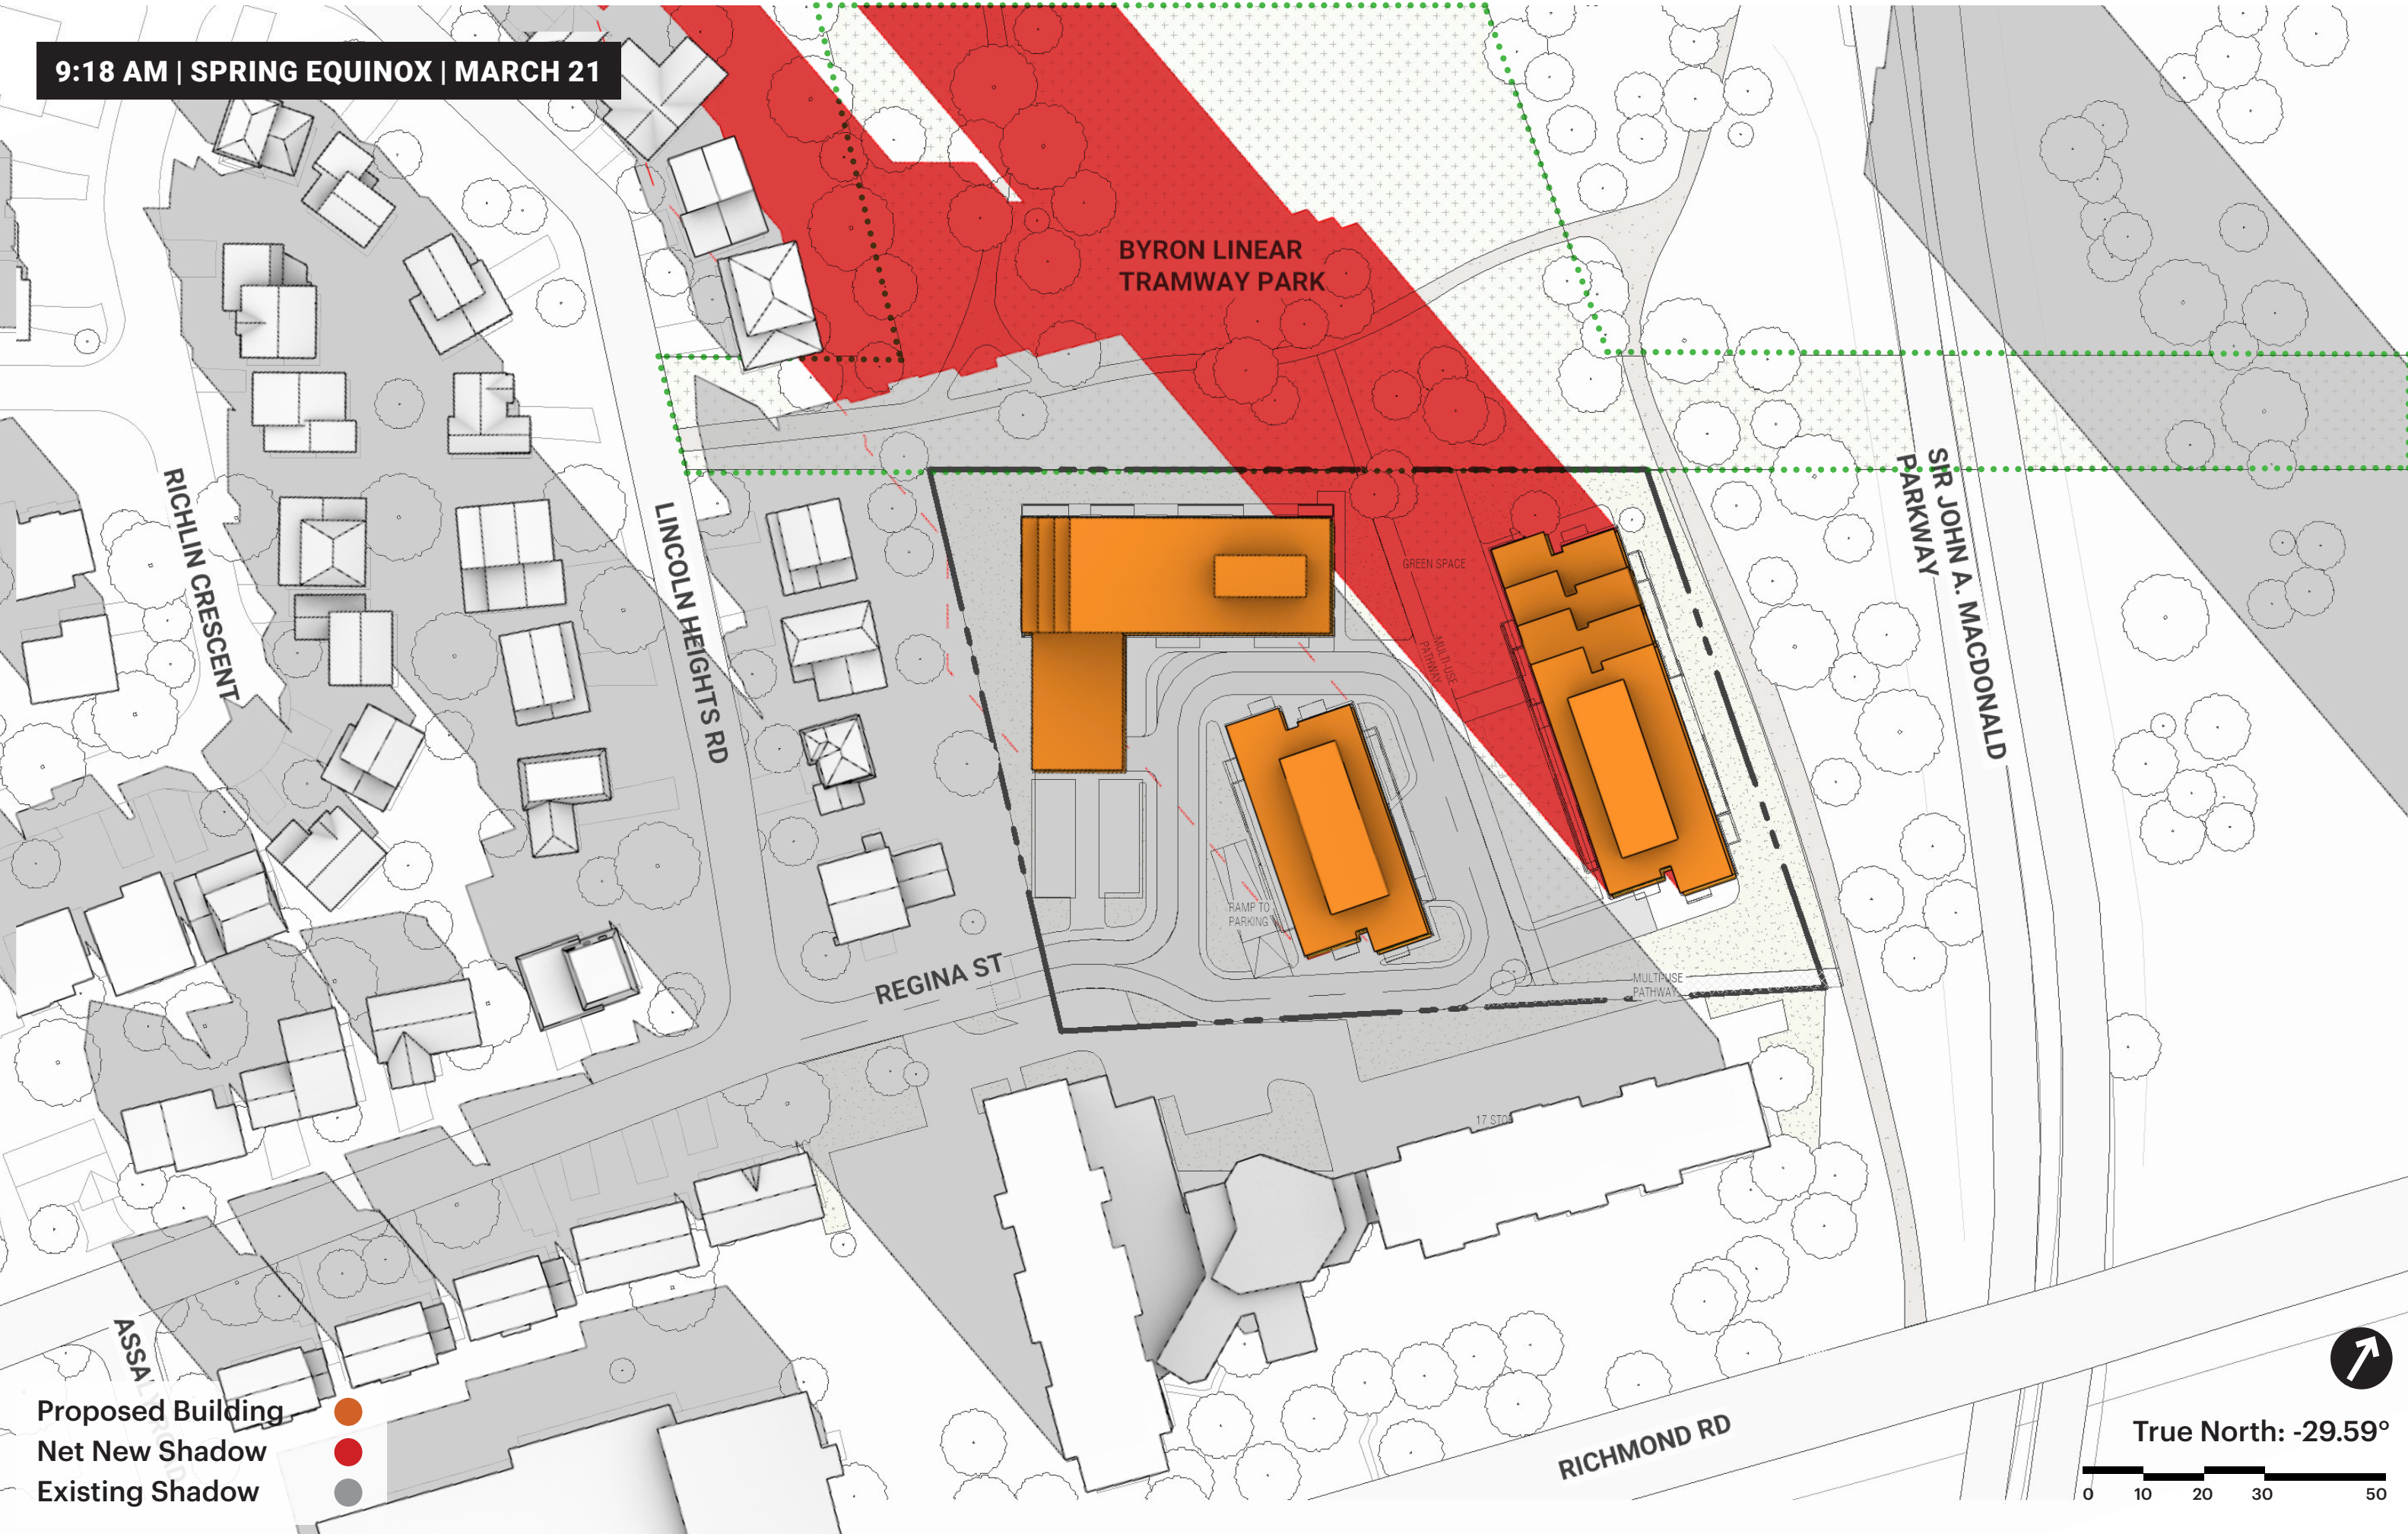 9:18 AM | SPRING EQUINOX | MARCH 21
BYRON LINEAR
TRAMWAY PARK
RICHLIN CRESCENT
LINCOLN HEIGHTS RD
SIR JOHN A. MACDONALD
PARKWAY
GREEN SPACE
MULTI-USE
PATHWAY
RAMP TO
PARKING
REGINA ST
MULTI-USE
PATHWAY
17 STO
RICHMOND RD
Proposed Building
Net New Shadow
Existing Shadow
True North: -29.59°
0 10 20 30 50